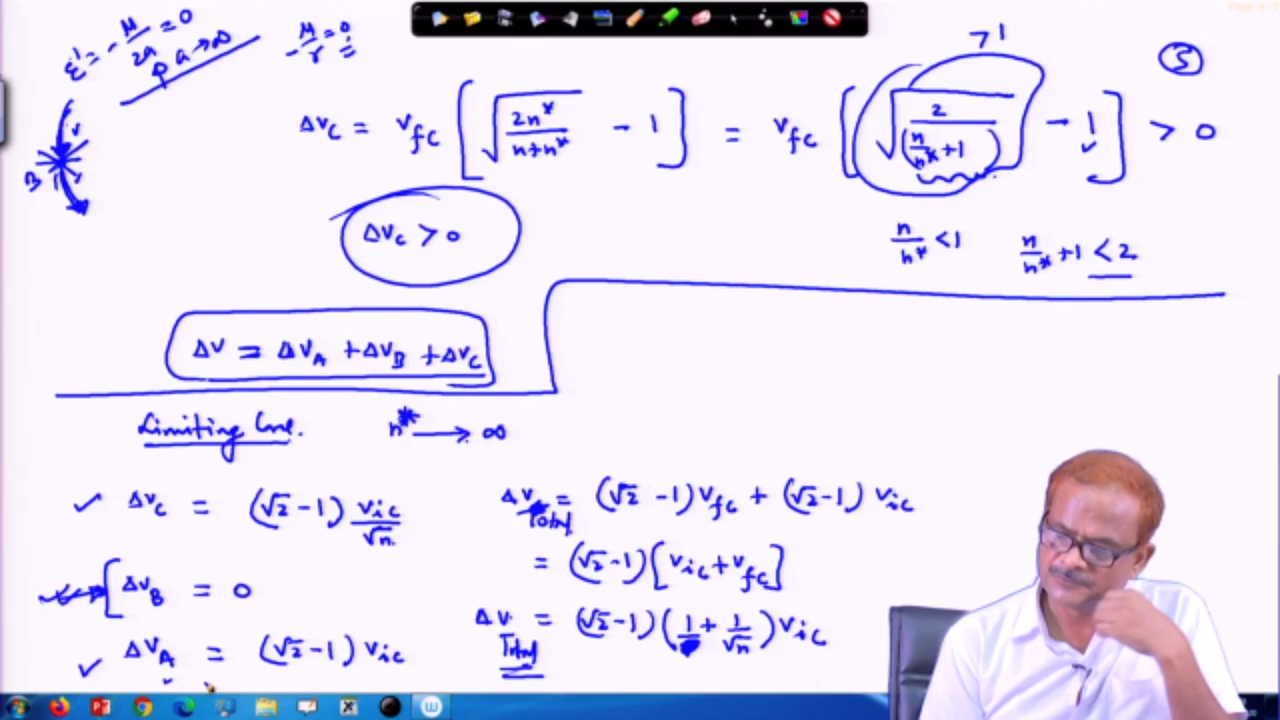 ε' = - μ/2a = 0
a → ∞
- μ/r = 0
> 1
5
ΔV_C = V_fC [ √(2n*/(n+n*)) - 1 ] = V_fC [ √(2/(n/n* + 1)) - 1 ] > 0
V
B
ΔV_C > 0
n/n* < 1
n/n* + 1 < 2
ΔV = ΔV_A + ΔV_B + ΔV_C
Limiting
n* → ∞
✓ ΔV_C = (√2 - 1) V_iC/√n
ΔV_Total = (√2 - 1) V_fC + (√2 - 1) V_iC
= (√2 - 1) [V_iC + V_fC]
ΔV_B = 0
ΔV_Total = (√2 - 1) (1 + 1/√n) V_iC
✓ ΔV_A = (√2 - 1) V_iC